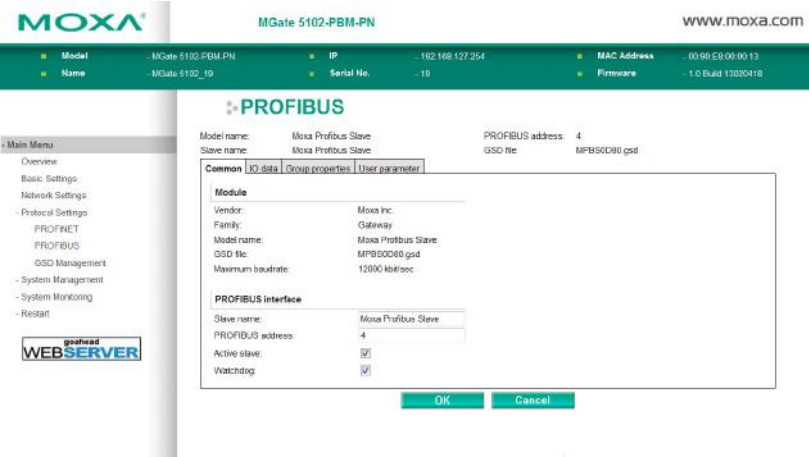 MOXA
MGate 5102-PBM-PN
www.moxa.com
Model - MGate 5102-PBM-PN IP - 192.168.127.254 MAC Address - 00:90:E8:00:00:13
Name - MGate 5102_19 Serial No. - 19 Firmware - 1.0 Build 13020418
PROFIBUS
Model name: Moxa Profibus Slave PROFIBUS address: 4
Slave name: Moxa Profibus Slave GSD file: MPBS0D80.gsd
- Main Menu
Overview
Basic Settings
Network Settings
- Protocol Settings
PROFINET
PROFIBUS
GSD Management
- System Management
- System Monitoring
- Restart
goahead
WEBSERVER
Common IO data Group properties User parameter
Module
Vendor: Moxa Inc.
Family: Gateway
Model name: Moxa Profibus Slave
GSD file: MPBS0D80.gsd
Maximum baudrate: 12000 kbit/sec
PROFIBUS interface
Slave name: Moxa Profibus Slave
PROFIBUS address: 4
Active slave:
Watchdog:
OK Cancel